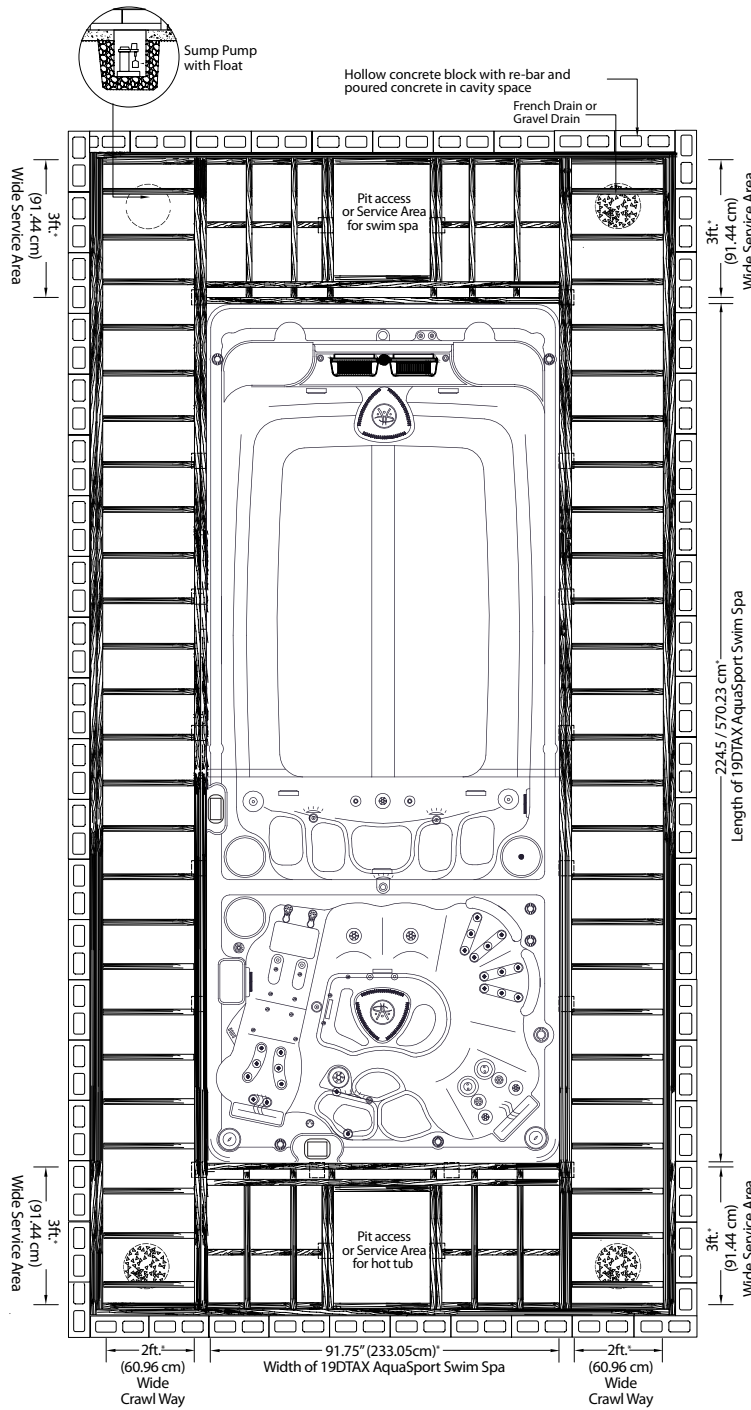 Sump Pump
with Float
Hollow concrete block with re-bar and
poured concrete in cavity space
French Drain or
Gravel Drain
3ft.*
(91.44 cm)
Wide Service Area
Pit access
or Service Area
for swim spa
3ft.*
(91.44 cm)
Wide Service Area
224.5 / 570.23 cm*
Length of 19DTAX AquaSport Swim Spa
3ft.*
(91.44 cm)
Wide Service Area
Pit access
or Service Area
for hot tub
3ft.*
(91.44 cm)
Wide Service Area
2ft.*
(60.96 cm)
Wide
Crawl Way
91.75" (233.05cm)*
Width of 19DTAX AquaSport Swim Spa
2ft.*
(60.96 cm)
Wide
Crawl Way